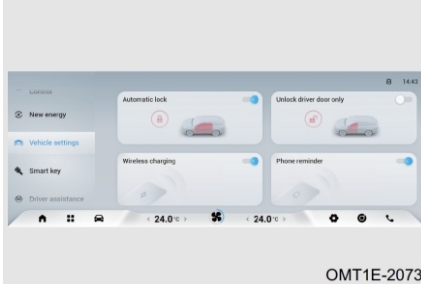 14:43
Automatic lock
Unlock driver door only
New energy
Vehicle settings
Wireless charging
Phone reminder
Smart key
Driver assistance
24.0°c
24.0°c
OMT1E-2073